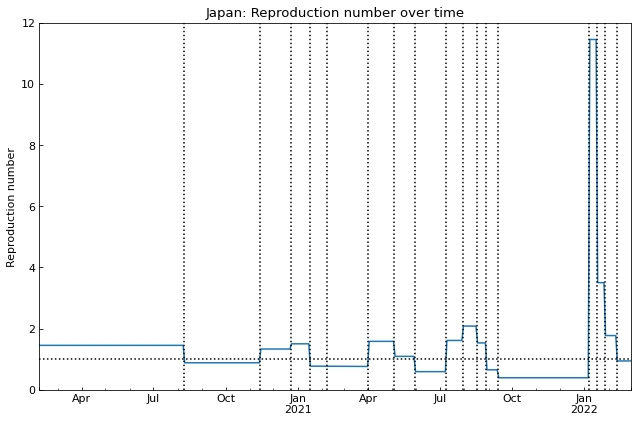 Japan: Reproduction number over time
Reproduction number
12
10
8
6
4
2
0
Apr
Jul
Oct
Jan
2021
Apr
Jul
Oct
Jan
2022